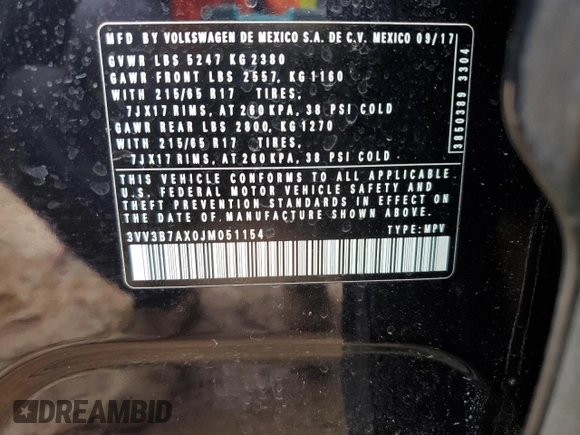 MFD BY VOLKSWAGEN DE MEXICO S.A. DE C.V. MEXICO 09/17
GVWR LBS 5247 KG 2380
GAWR FRONT LBS 2557, KG 1160
WITH 215/65 R17 TIRES,
7JX17 RIMS, AT 260 KPA, 38 PSI COLD
GAWR REAR LBS 2800, KG 1270
WITH 215/65 R17 TIRES,
7JX17 RIMS, AT 260 KPA, 38 PSI COLD
THIS VEHICLE CONFORMS TO ALL APPLICABLE
U.S. FEDERAL MOTOR VEHICLE SAFETY AND
THEFT PREVENTION STANDARDS IN EFFECT ON
THE DATE OF MANUFACTURE SHOWN ABOVE
3VV3B7AX0JM051154 TYPE: MPV
3850389 3304
DREAMBID